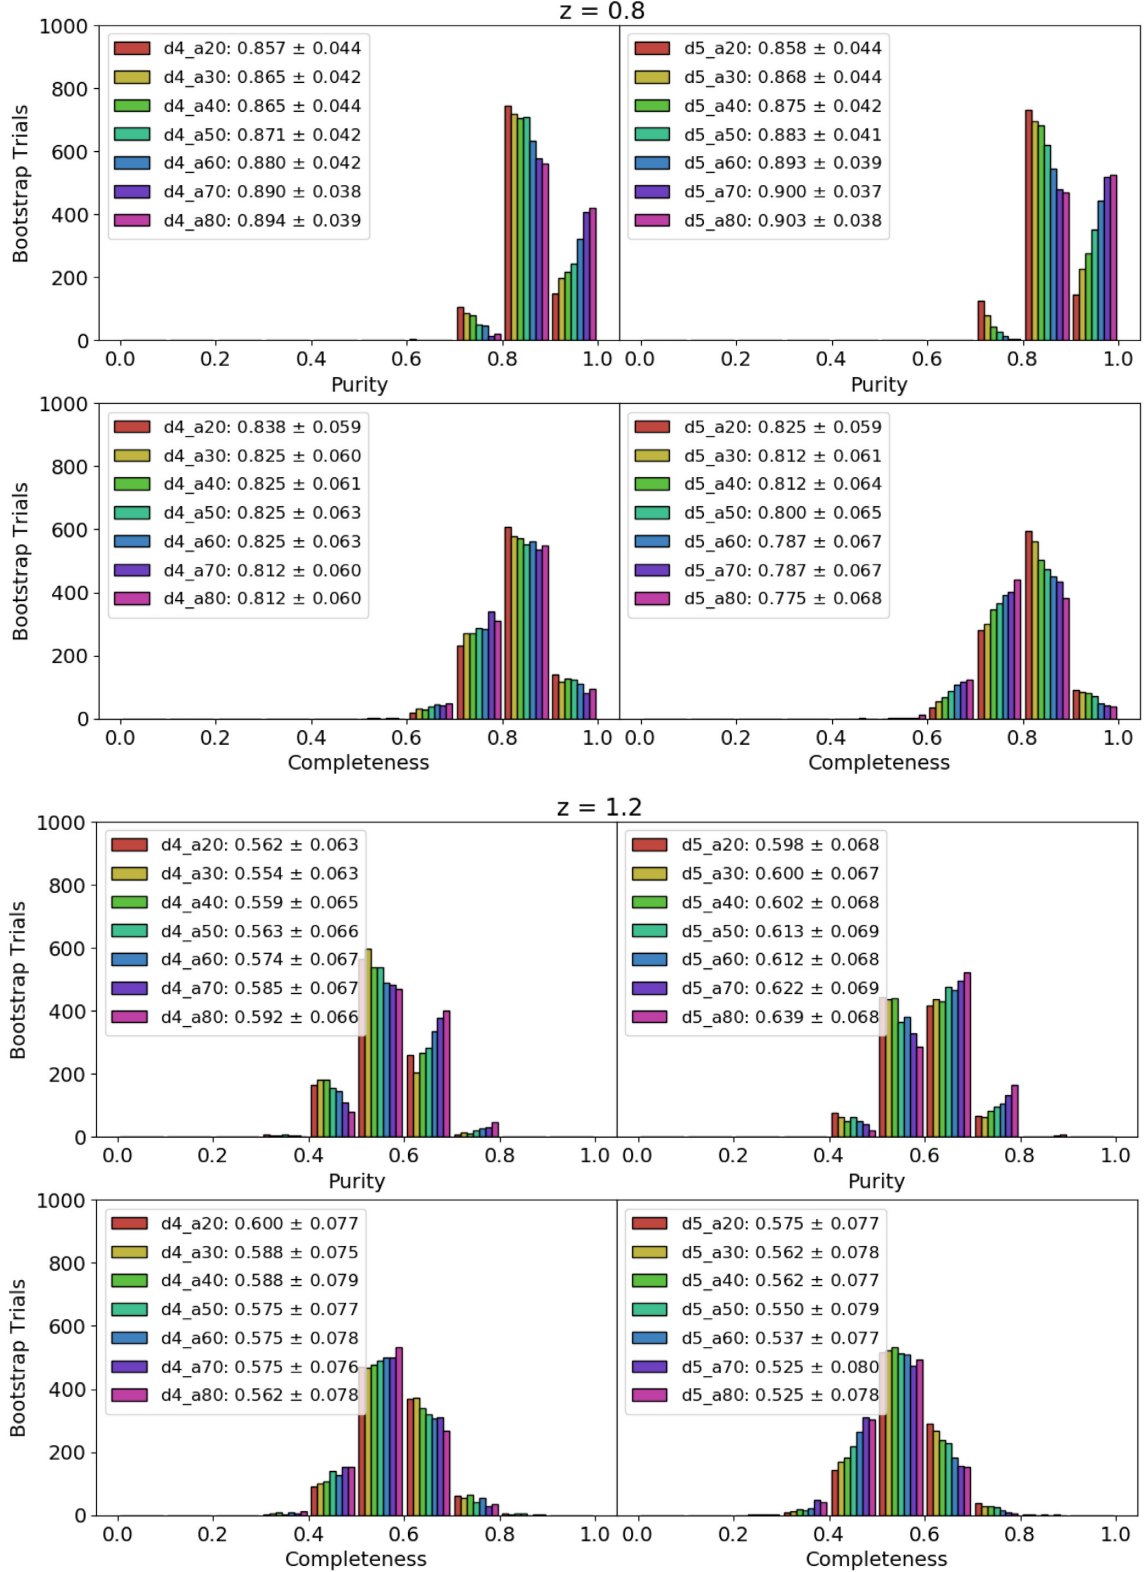 z = 0.8
1000
800
600
400
200
0
Bootstrap Trials
d4_a20: 0.857 ± 0.044
d4_a30: 0.865 ± 0.042
d4_a40: 0.865 ± 0.044
d4_a50: 0.871 ± 0.042
d4_a60: 0.880 ± 0.042
d4_a70: 0.890 ± 0.038
d4_a80: 0.894 ± 0.039
0.0 0.2 0.4 0.6 0.8 1.0
Purity
d5_a20: 0.858 ± 0.044
d5_a30: 0.868 ± 0.044
d5_a40: 0.875 ± 0.042
d5_a50: 0.883 ± 0.041
d5_a60: 0.893 ± 0.039
d5_a70: 0.900 ± 0.037
d5_a80: 0.903 ± 0.038
0.0 0.2 0.4 0.6 0.8 1.0
Purity
1000
800
600
400
200
0
Bootstrap Trials
d4_a20: 0.838 ± 0.059
d4_a30: 0.825 ± 0.060
d4_a40: 0.825 ± 0.061
d4_a50: 0.825 ± 0.063
d4_a60: 0.825 ± 0.063
d4_a70: 0.812 ± 0.060
d4_a80: 0.812 ± 0.060
0.0 0.2 0.4 0.6 0.8 1.0
Completeness
d5_a20: 0.825 ± 0.059
d5_a30: 0.812 ± 0.061
d5_a40: 0.812 ± 0.064
d5_a50: 0.800 ± 0.065
d5_a60: 0.787 ± 0.067
d5_a70: 0.787 ± 0.067
d5_a80: 0.775 ± 0.068
0.0 0.2 0.4 0.6 0.8 1.0
Completeness
z = 1.2
1000
800
600
400
200
0
Bootstrap Trials
d4_a20: 0.562 ± 0.063
d4_a30: 0.554 ± 0.063
d4_a40: 0.559 ± 0.065
d4_a50: 0.563 ± 0.066
d4_a60: 0.574 ± 0.067
d4_a70: 0.585 ± 0.067
d4_a80: 0.592 ± 0.066
0.0 0.2 0.4 0.6 0.8 1.0
Purity
d5_a20: 0.598 ± 0.068
d5_a30: 0.600 ± 0.067
d5_a40: 0.602 ± 0.068
d5_a50: 0.613 ± 0.069
d5_a60: 0.612 ± 0.068
d5_a70: 0.622 ± 0.069
d5_a80: 0.639 ± 0.068
0.0 0.2 0.4 0.6 0.8 1.0
Purity
1000
800
600
400
200
0
Bootstrap Trials
d4_a20: 0.600 ± 0.077
d4_a30: 0.588 ± 0.075
d4_a40: 0.588 ± 0.079
d4_a50: 0.575 ± 0.077
d4_a60: 0.575 ± 0.078
d4_a70: 0.575 ± 0.076
d4_a80: 0.562 ± 0.078
0.0 0.2 0.4 0.6 0.8 1.0
Completeness
d5_a20: 0.575 ± 0.077
d5_a30: 0.562 ± 0.078
d5_a40: 0.562 ± 0.077
d5_a50: 0.550 ± 0.079
d5_a60: 0.537 ± 0.077
d5_a70: 0.525 ± 0.080
d5_a80: 0.525 ± 0.078
0.0 0.2 0.4 0.6 0.8 1.0
Completeness